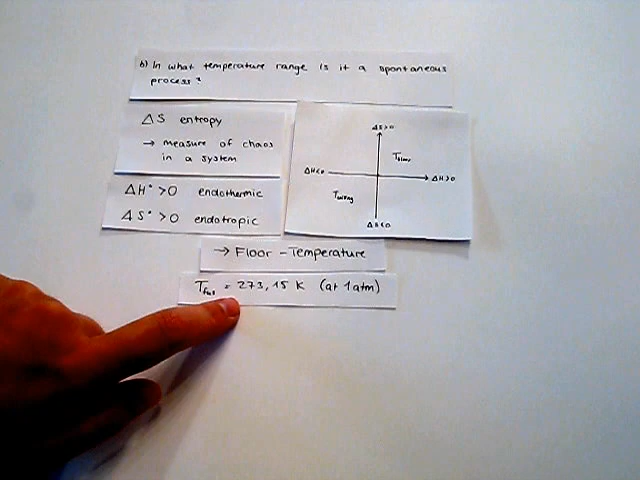 b) In what temperature range is it a spontaneous
process?
ΔS entropy
→ measure of chaos
in a system
ΔH° >0 endothermic
ΔS° >0 endotropic
ΔS>0
ΔH<0
ΔH>0
ΔS<0
→ Floor-Temperature
= 273,15 K (at 1atm)